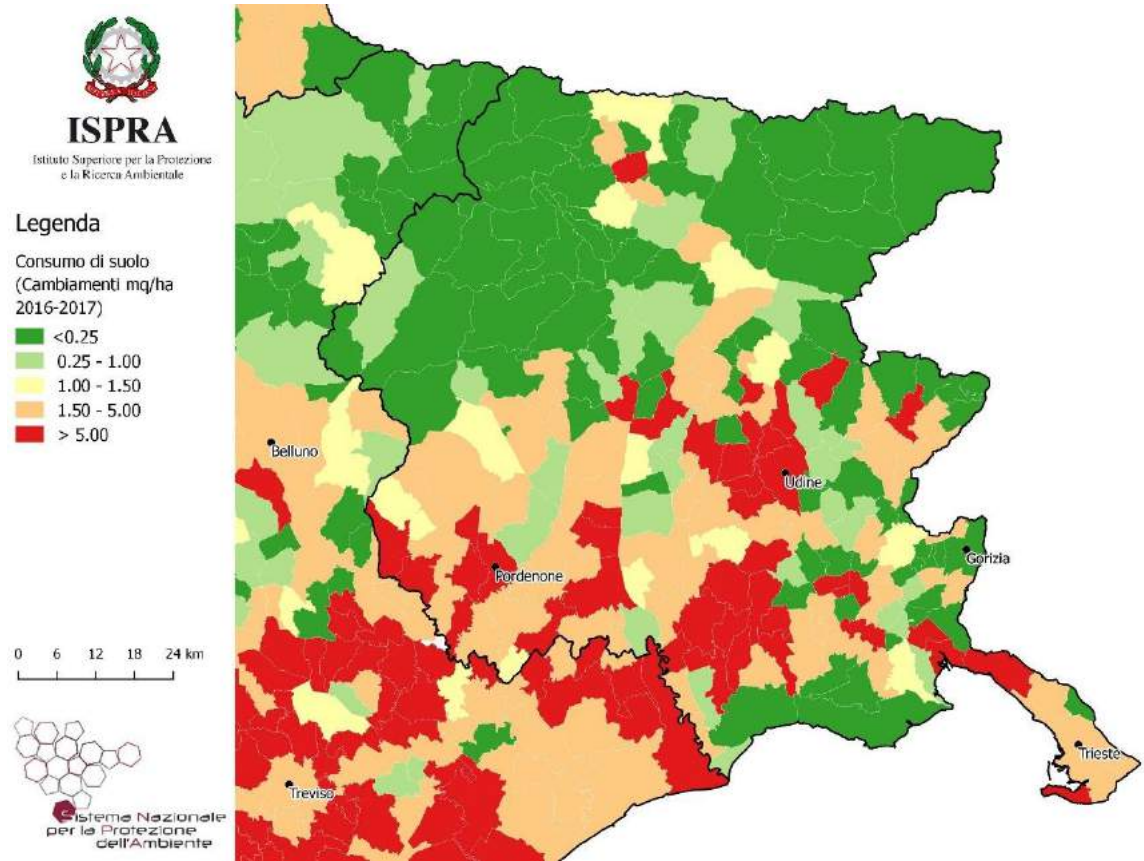 ISPRA
Istituto Superiore per la Protezione
e la Ricerca Ambientale
Legenda
Consumo di suolo
(Cambiamenti mq/ha
2016-2017)
<0.25
0.25 - 1.00
1.00 - 1.50
1.50 - 5.00
> 5.00
Belluno
Udine
Pordenone
Gorizia
0 6 12 18 24 km
Trieste
Treviso
Sistema Nazionale
per la Protezione
dell'Ambiente